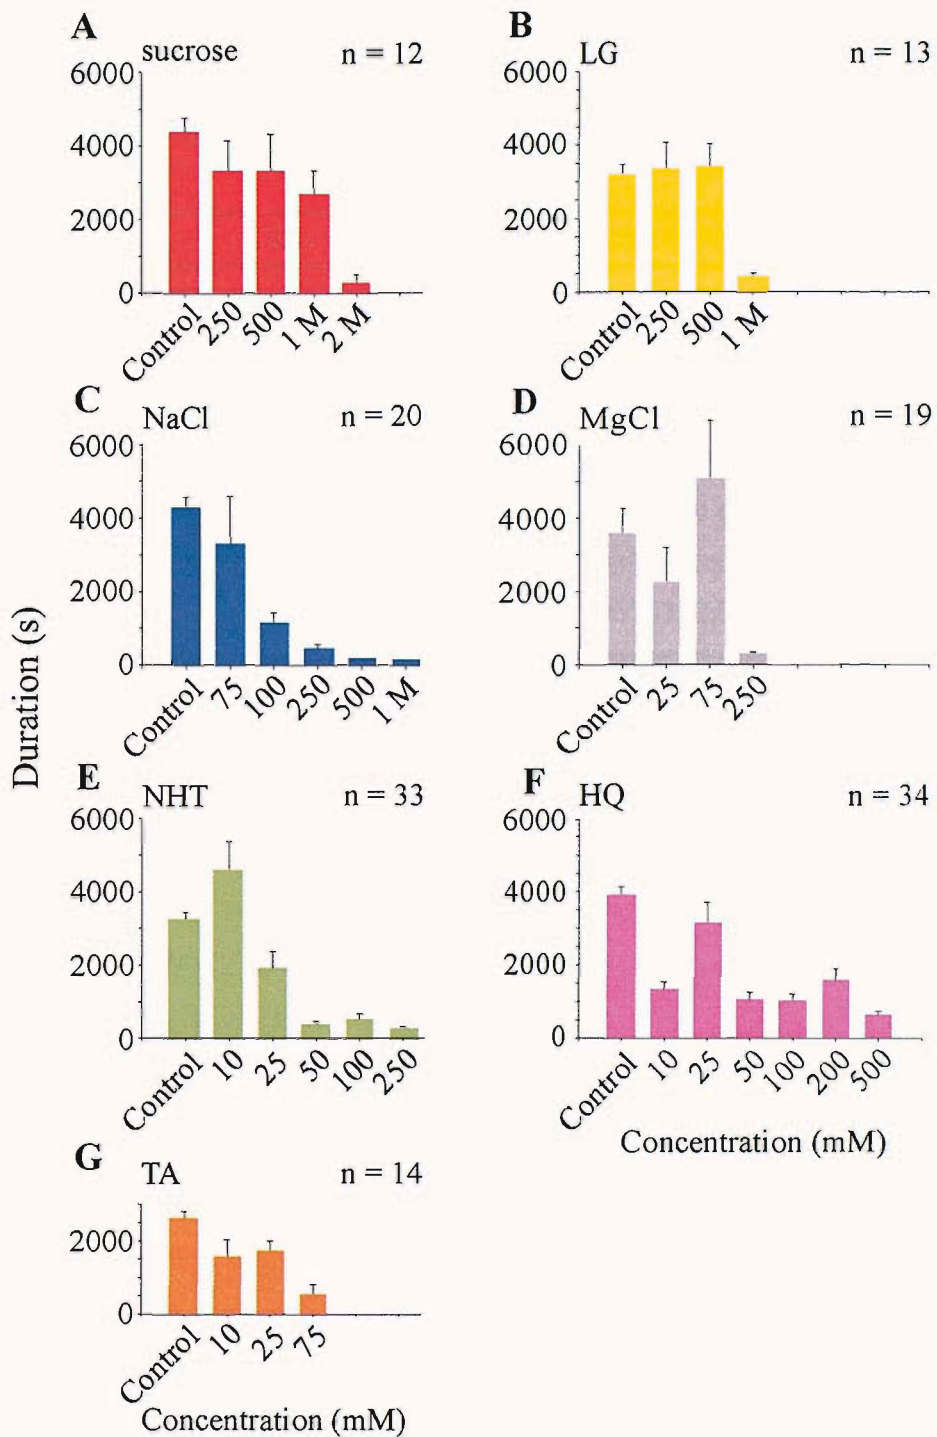 A
sucrose n = 12
6000
4000
2000
0
Control 250 500 1 M 2 M
B
LG n = 13
6000
4000
2000
0
Control 250 500 1 M
C
NaCl n = 20
6000
4000
2000
0
Control 75 100 250 500 1 M
D
MgCl n = 19
6000
4000
2000
0
Control 25 75 250
Duration (s)
E
NHT n = 33
6000
4000
2000
0
Control 10 25 50 100 250
F
HQ n = 34
6000
4000
2000
0
Control 10 25 50 100 200 500
Concentration (mM)
G
TA n = 14
2000
0
Control 10 25 75
Concentration (mM)